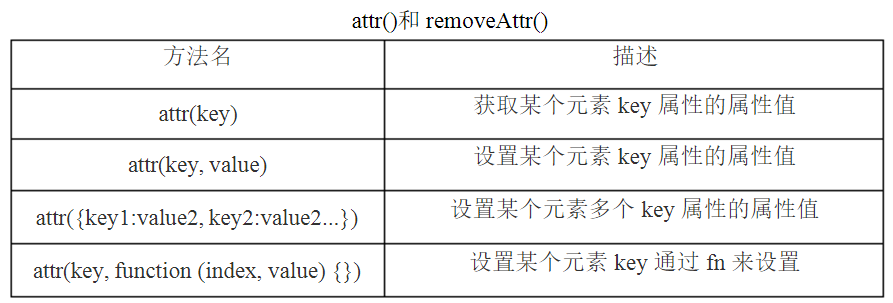 attr()和 removeAttr()
方法名 描述
attr(key) 获取某个元素 key 属性的属性值
attr(key, value) 设置某个元素 key 属性的属性值
attr({key1:value2, key2:value2...}) 设置某个元素多个 key 属性的属性值
attr(key, function (index, value) {}) 设置某个元素 key 通过 fn 来设置